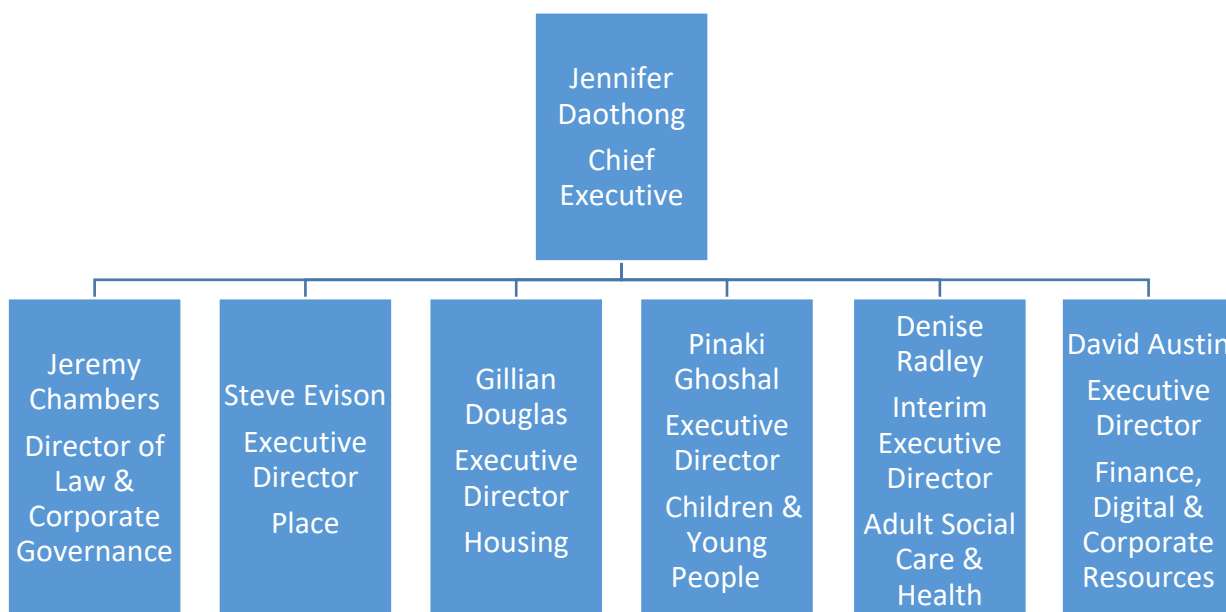 Jennifer
Daothong
Chief
Executive
Jeremy
Chambers
Director of
Law &
Corporate
Governance
Steve Evison
Executive
Director
Place
Gillian
Douglas
Executive
Director
Housing
Pinaki
Ghoshal
Executive
Director
Children &
Young
People
Denise
Radley
Interim
Executive
Director
Adult Social
Care &
Health
David Austin
Executive
Director
Finance,
Digital &
Corporate
Resources